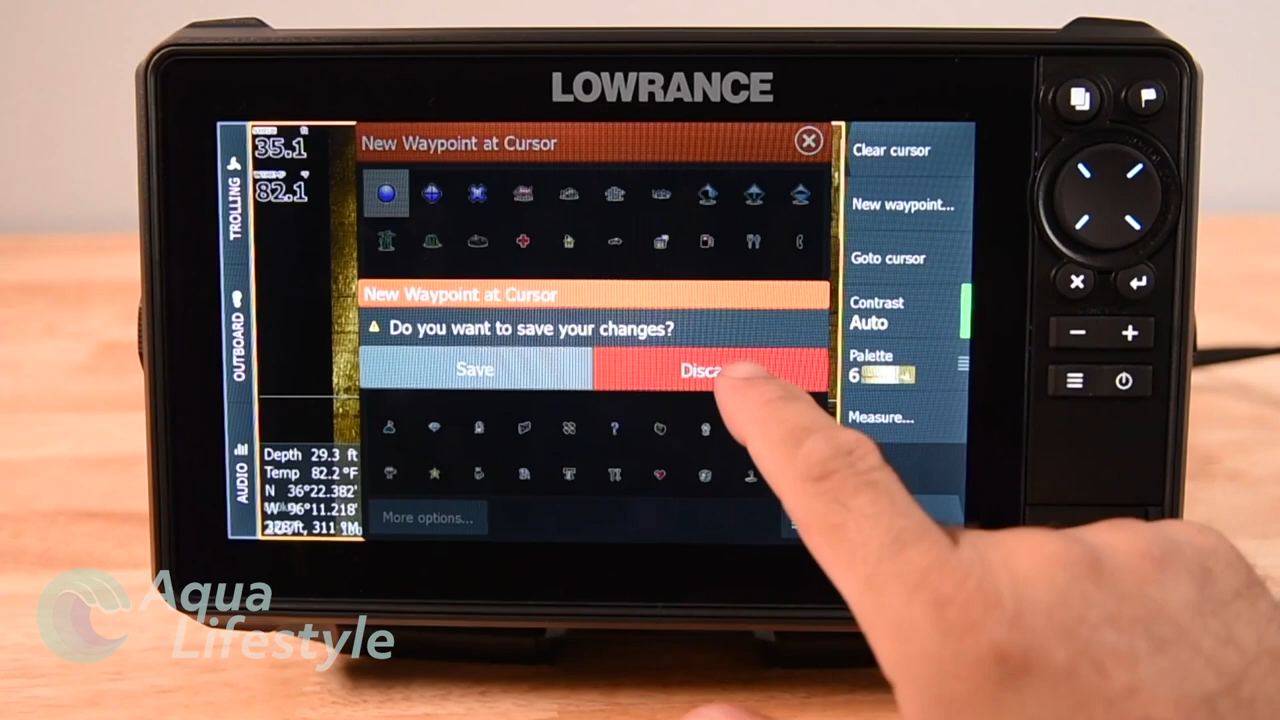 LOWRANCE
New Waypoint at Cursor
35.1
82.1
TROLLING
OUTBOARD
AUDIO
New Waypoint at Cursor
Do you want to save your changes?
Save
More options...
Depth 29.3 ft
Temp 82.2 °F
N 36°22.382'
W 96°11.218'
ft, 311 °M
Clear cursor
New waypoint...
Goto cursor
Contrast
Auto
Palette
6
Measure...
Aqua
Lifestyle